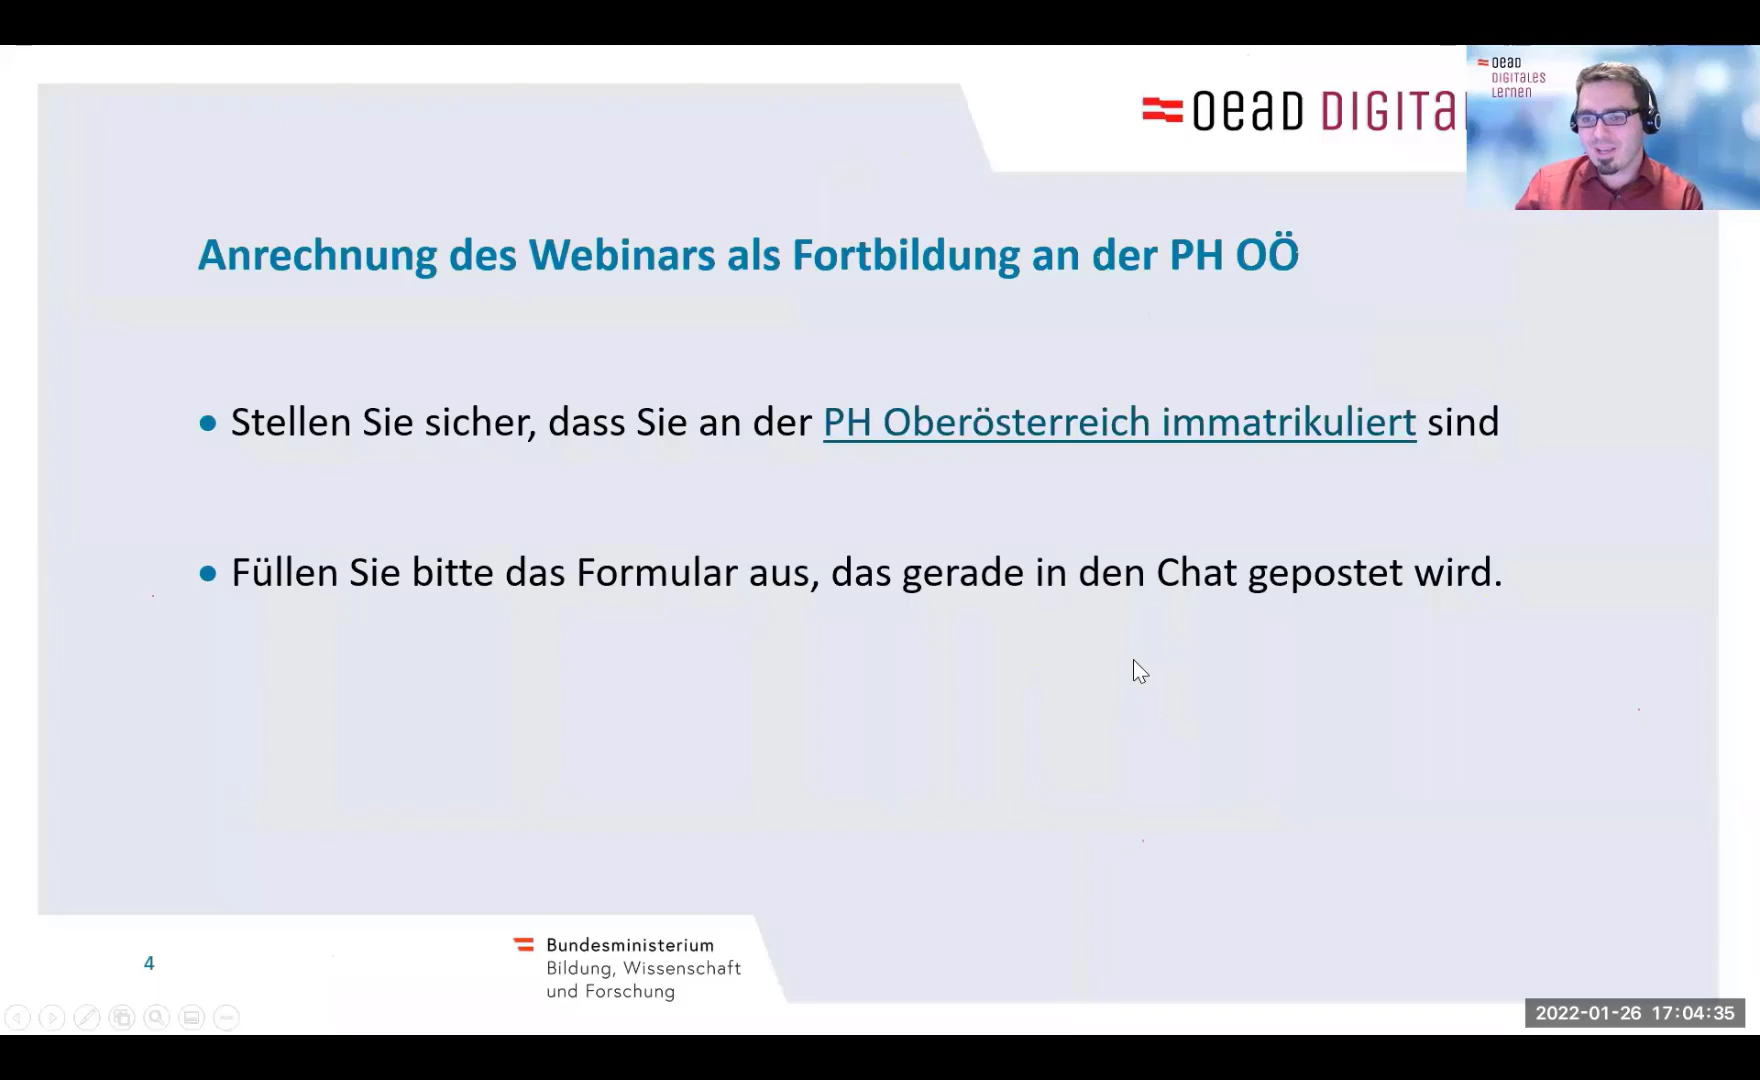 OeAD DIGITA
OeAD
DIGITALES
Lernen
Anrechnung des Webinars als Fortbildung an der PH OÖ
• Stellen Sie sicher, dass Sie an der PH Oberösterreich immatrikuliert sind
• Füllen Sie bitte das Formular aus, das gerade in den Chat gepostet wird.
4
Bundesministerium
Bildung, Wissenschaft
und Forschung
2022-01-26 17:04:35